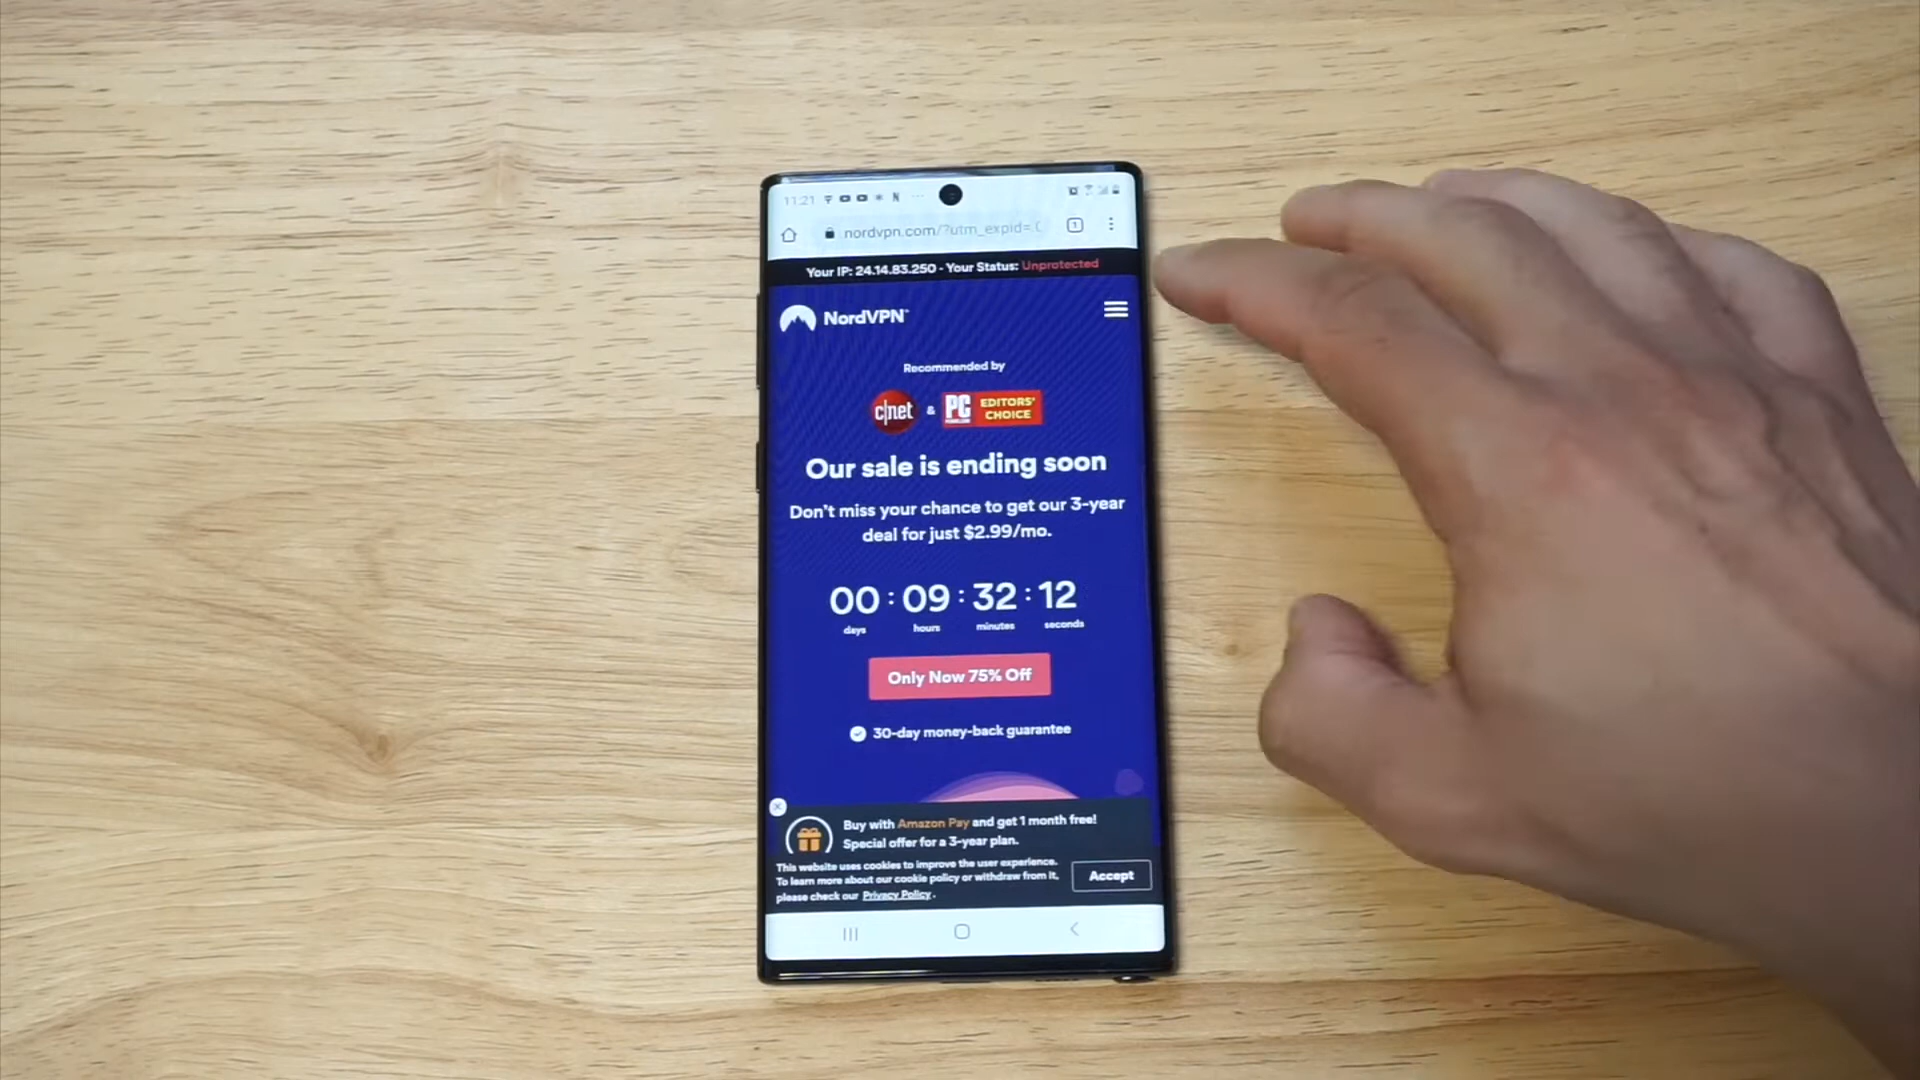 11:21
nordvpn.com/?utm_expid=.
1
Your IP: 24.14.83.250 - Your Status: Unprotected
NordVPN
Recommended by
c|net & PC EDITORS' CHOICE
Our sale is ending soon
Don't miss your chance to get our 3-year
deal for just $2.99/mo.
00 : 09 : 32 : 12
days hours minutes seconds
Only Now 75% Off
30-day money-back guarantee
Buy with Amazon Pay and get 1 month free!
Special offer for a 3-year plan.
This website uses cookies to improve the user experience.
To learn more about our cookie policy or withdraw from it,
please check our Privacy Policy.
Accept